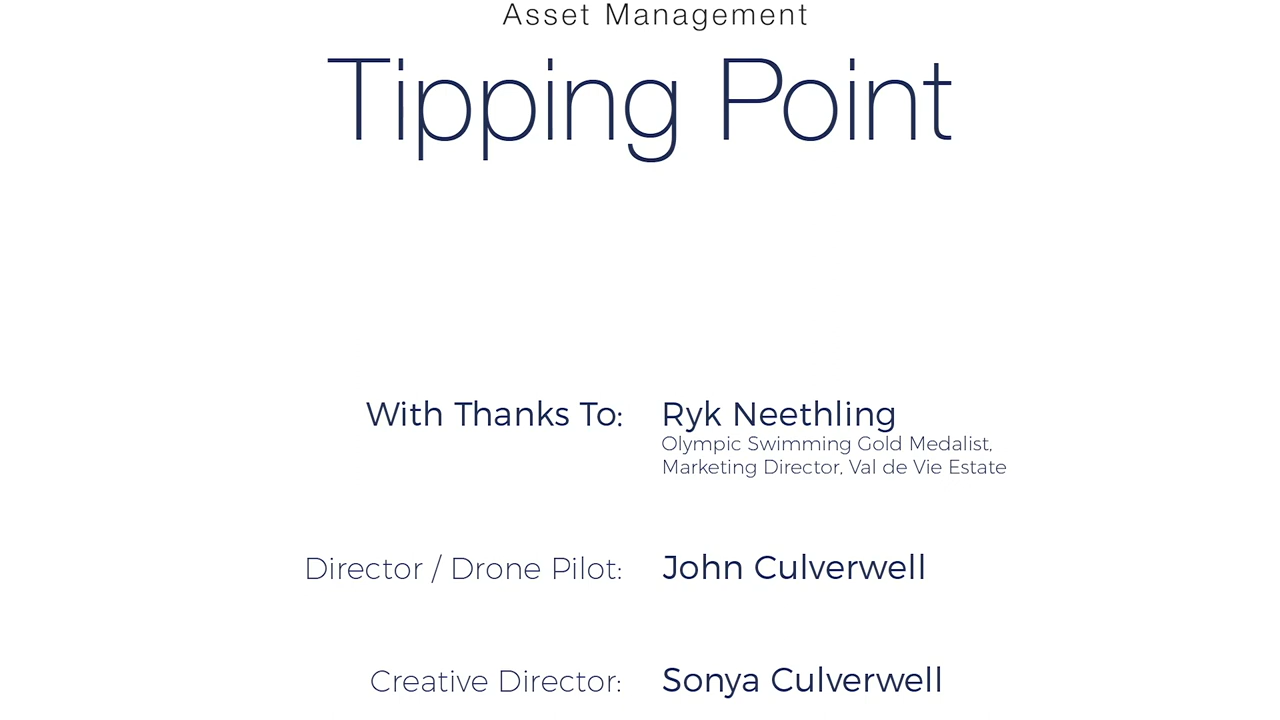 Asset Management
Tipping Point
With Thanks To: Ryk Neethling
Olympic Swimming Gold Medalist,
Marketing Director, Val de Vie Estate
Director / Drone Pilot: John Culverwell
Creative Director: Sonya Culverwell